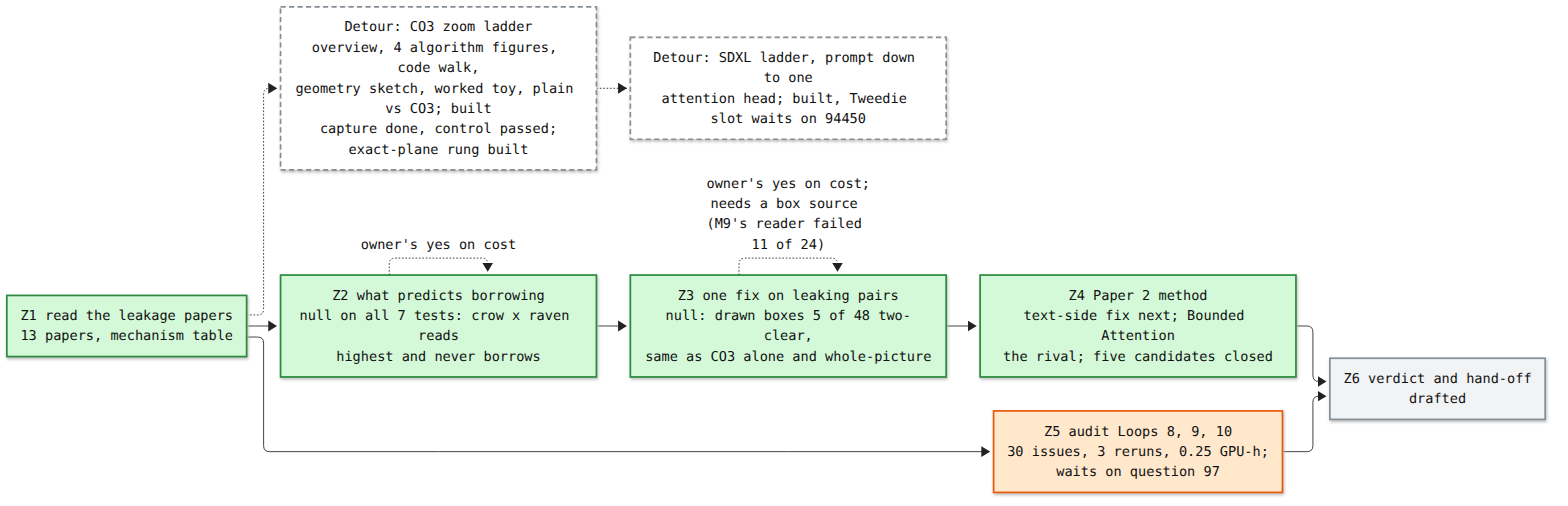 Detour: CO3 zoom ladder
overview, 4 algorithm figures,
code walk,
geometry sketch, worked toy, plain
vs CO3; built
capture done, control passed;
exact-plane rung built
Detour: SDXL ladder, prompt down
to one
attention head; built, Tweedie
slot waits on 94450
owner's yes on cost
owner's yes on cost;
needs a box source
(M9's reader failed
11 of 24)
Z1 read the leakage papers
13 papers, mechanism table
Z2 what predicts borrowing
null on all 7 tests: crow x raven
reads
highest and never borrows
Z3 one fix on leaking pairs
null: drawn boxes 5 of 48 two-
clear,
same as CO3 alone and whole-picture
Z4 Paper 2 method
text-side fix next; Bounded
Attention
the rival; five candidates closed
Z5 audit Loops 8, 9, 10
30 issues, 3 reruns, 0.25 GPU-h;
waits on question 97
Z6 verdict and hand-off
drafted